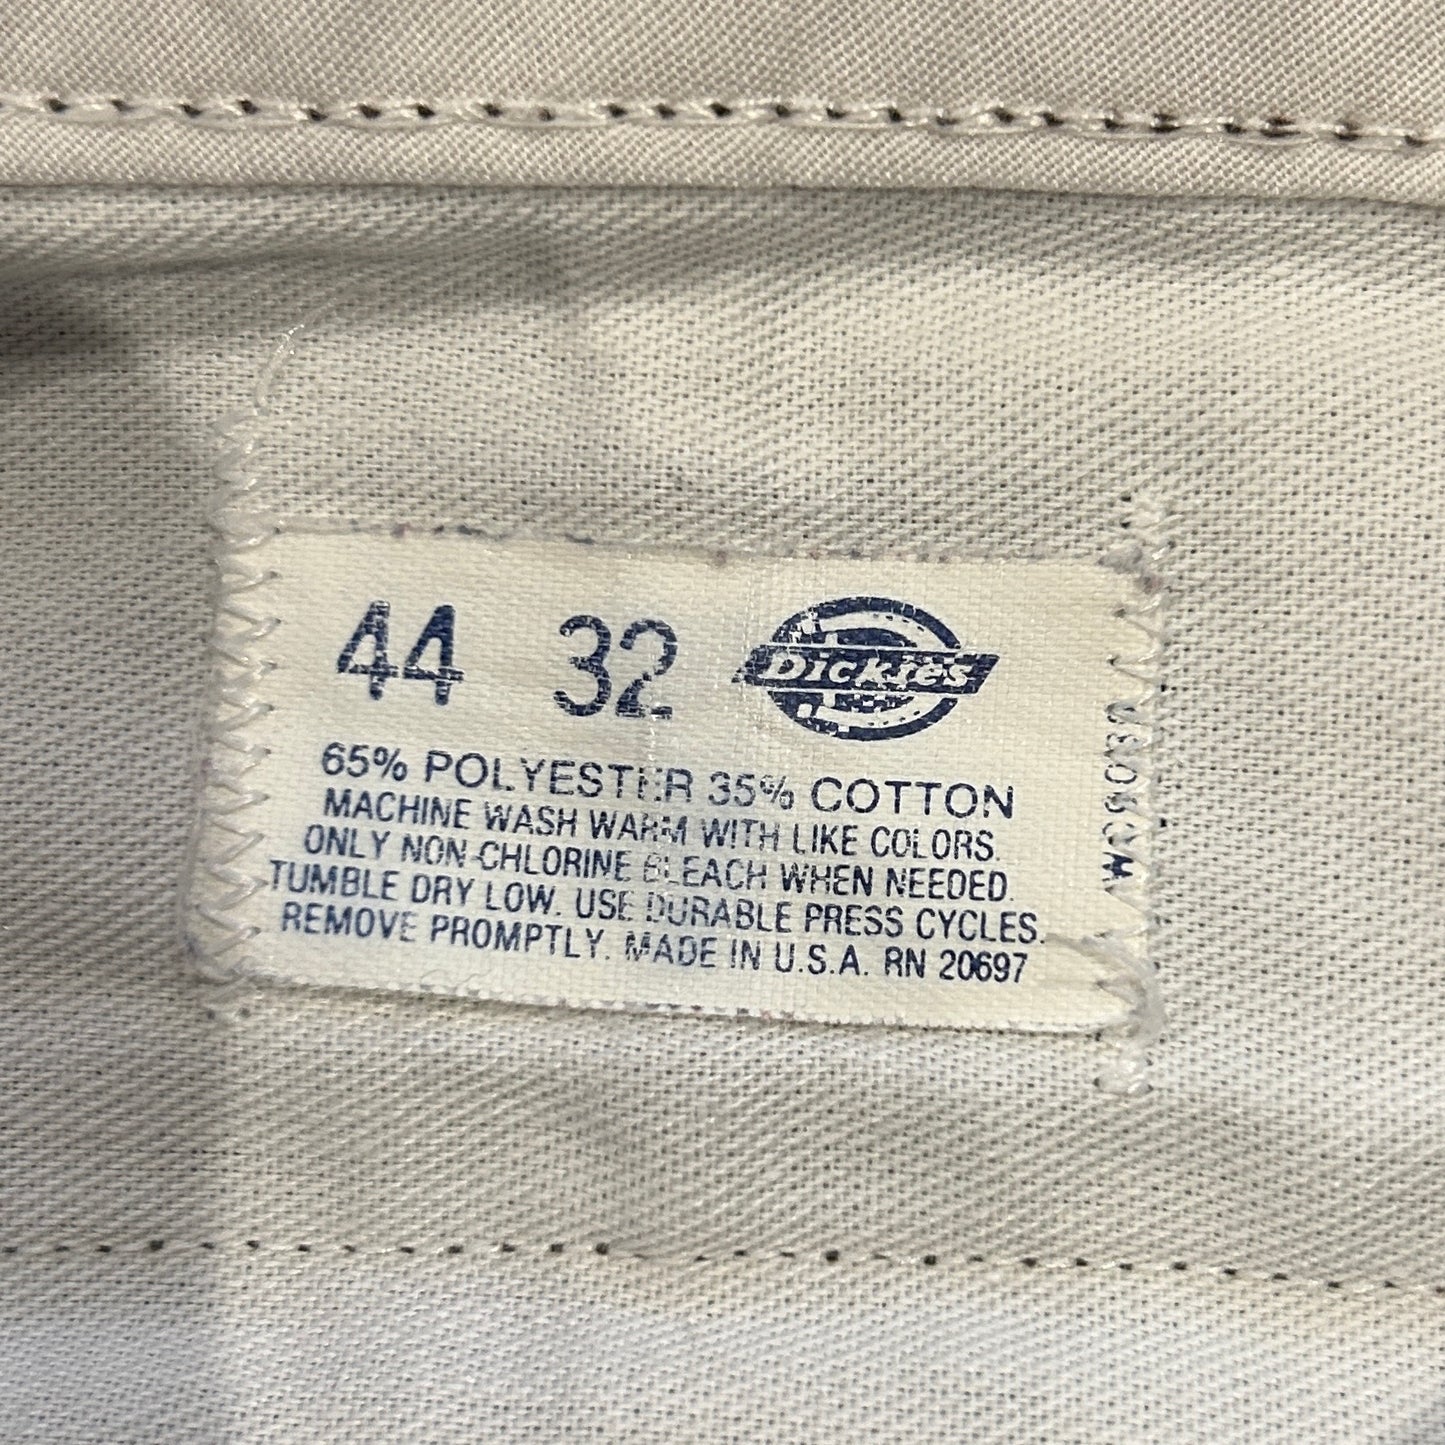 44 32 Dickies
65% POLYESTER 35% COTTON
MACHINE WASH WARM WITH LIKE COLORS.
ONLY NON-CHLORINE BLEACH WHEN NEEDED.
TUMBLE DRY LOW. USE DURABLE PRESS CYCLES.
REMOVE PROMPTLY. MADE IN U.S.A. RN 20697